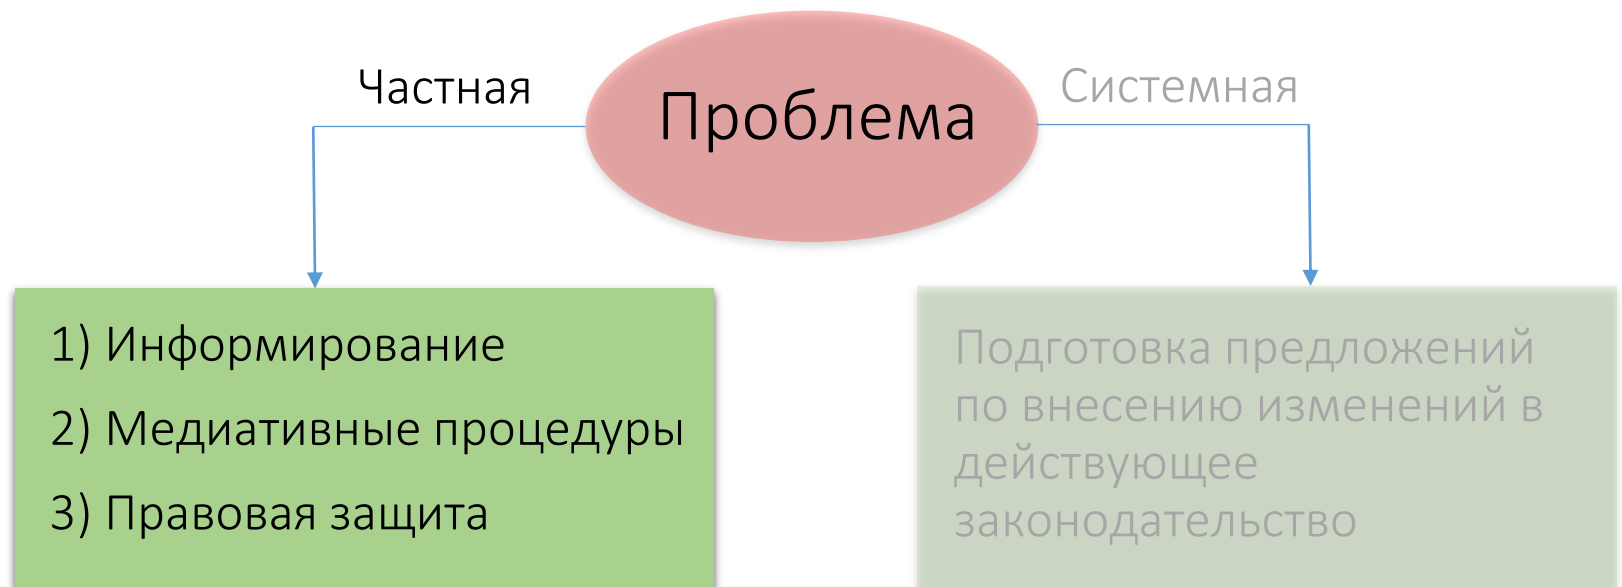 Частная
Проблема
Системная
1) Информирование
2) Медиативные процедуры
3) Правовая защита
Подготовка предложений
по внесению изменений в
действующее
законодательство